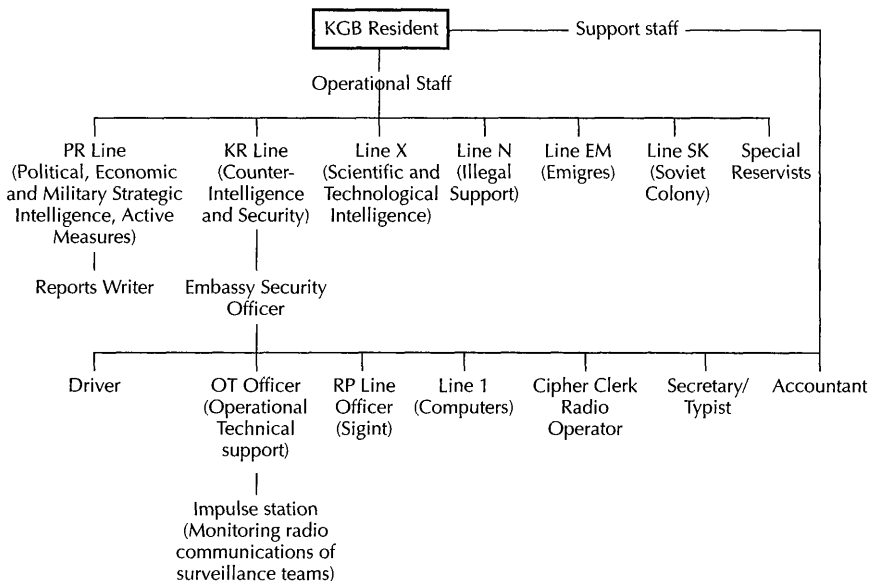 KGB Resident
Support staff
Operational Staff
PR Line
(Political, Economic
and Military Strategic
Intelligence, Active
Measures)
KR Line
(Counter-
Intelligence
and Security)
Line X
(Scientific and
Technological
Intelligence)
Line N
(Illegal
Support)
Line EM
(Emigres)
Line SK
(Soviet
Colony)
Special
Reservists
Reports Writer
Embassy Security
Officer
Driver
OT Officer
(Operational
Technical
support)
RP Line
Officer
(Sigint)
Line 1
(Computers)
Cipher Clerk
Radio
Operator
Secretary/
Typist
Accountant
Impulse station
(Monitoring radio
communications of
surveillance teams)